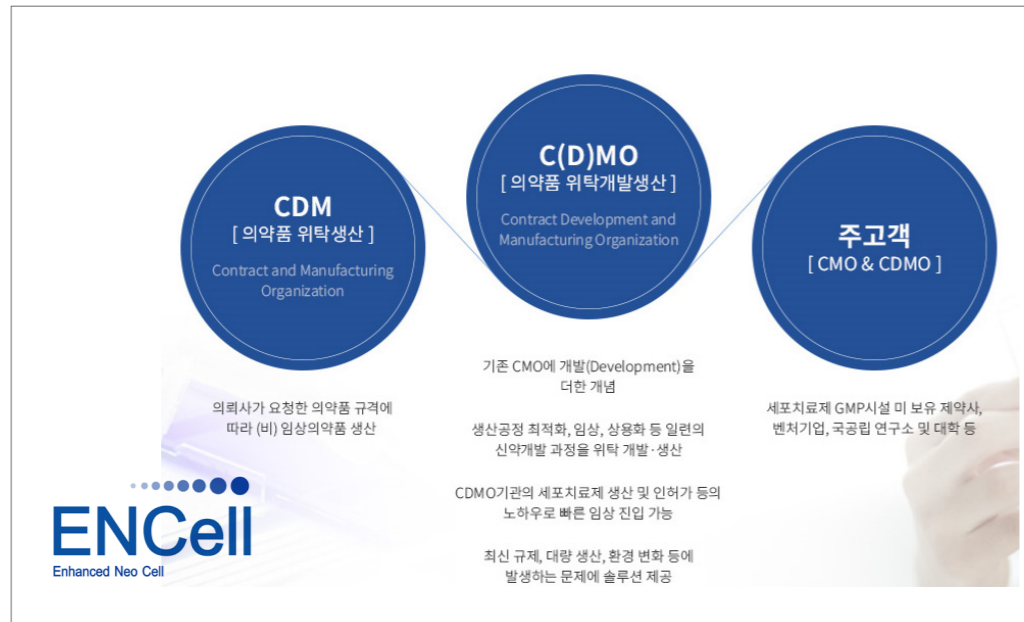 CDM
[ 의약품 위탁생산 ]
Contract and Manufacturing
Organization
의뢰사가 요청한 의약품 규격에
따라 (비) 임상의약품 생산
C(D)MO
[ 의약품 위탁개발생산 ]
Contract Development and
Manufacturing Organization
기존 CMO에 개발(Development)을
더한 개념
생산공정 최적화, 임상, 상용화 등 일련의
신약개발 과정을 위탁 개발·생산
CDMO기관의 세포치료제 생산 및 인허가 등의
노하우로 빠른 임상 진입 가능
최신 규제, 대량 생산, 환경 변화 등에
발생하는 문제에 솔루션 제공
주고객
[ CMO & CDMO ]
세포치료제 GMP시설 미 보유 제약사,
벤처기업, 국공립 연구소 및 대학 등
ENCell
Enhanced Neo Cell